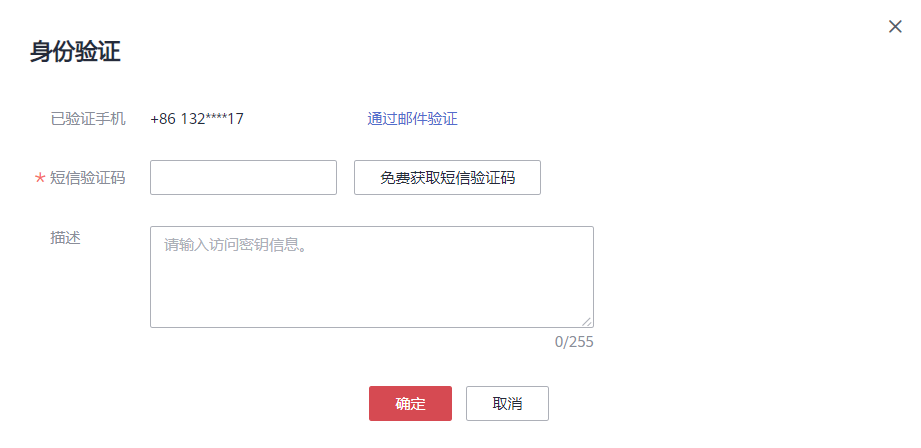 身份验证
已验证手机 +86 132****17 通过邮件验证
* 短信验证码 免费获取短信验证码
描述 请输入访问密钥信息。
0/255
确定 取消